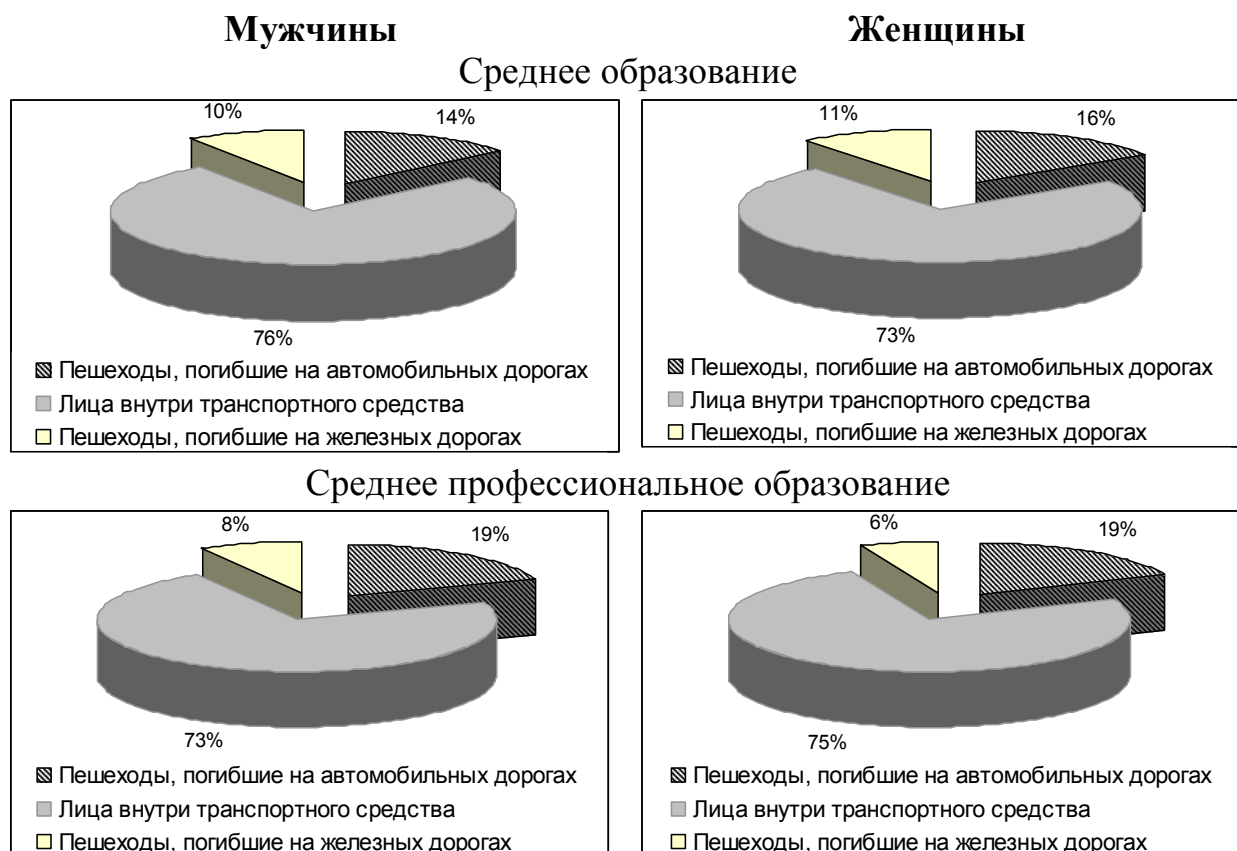 Мужчины
Женщины
Среднее образование
10%
14%
76%
Пешеходы, погибшие на автомобильных дорогах
Лица внутри транспортного средства
Пешеходы, погибшие на железных дорогах
11%
16%
73%
Пешеходы, погибшие на автомобильных дорогах
Лица внутри транспортного средства
Пешеходы, погибшие на железных дорогах
Среднее профессиональное образование
8%
19%
73%
Пешеходы, погибшие на автомобильных дорогах
Лица внутри транспортного средства
Пешеходы, погибшие на железных дорогах
6%
19%
75%
Пешеходы, погибшие на автомобильных дорогах
Лица внутри транспортного средства
Пешеходы, погибшие на железных дорогах